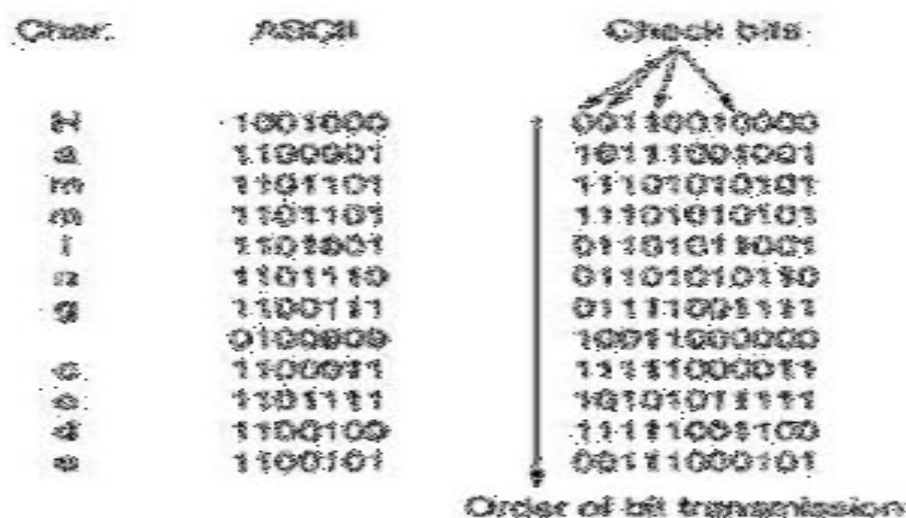 Char. ASCII Check bits
H 1001000 00110010000
a 1100001 10111001001
m 1101101 11101010101
m 1101101 11101010101
i 1101001 01101011001
n 1101110 01101010110
g 1100111 01111001111
0100000 10011000000
c 1100011 11111000011
o 1101111 10101011111
d 1100100 11111001100
e 1100101 00111000101
Order of bit transmission